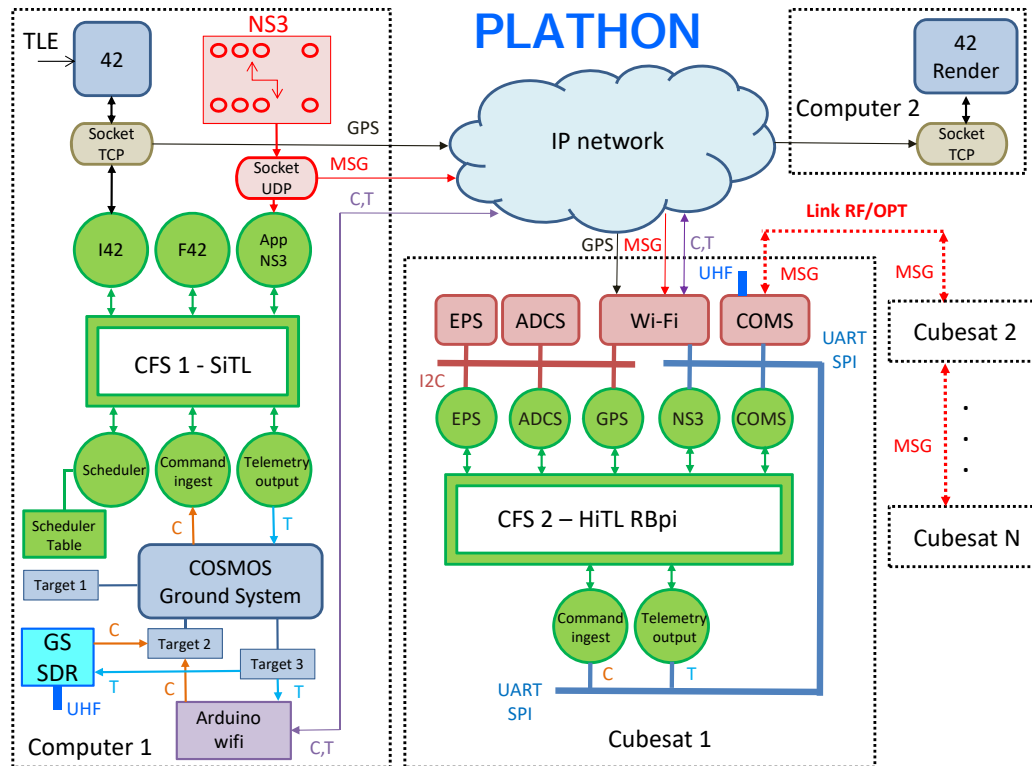 PLATHON
NS3
TLE
42
Socket
TCP
GPS
Socket
UDP
MSG
C,T
IP network
42
Render
Computer 2
Socket
TCP
I42
F42
App
NS3
CFS 1 - SiTL
Scheduler
Command
ingest
Telemetry
output
Scheduler
Table
C
T
COSMOS
Ground System
Target 1
Target 2
Target 3
GS
SDR
C
T
C
T
UHF
Arduino
wifi
C,T
Computer 1
GPS
MSG
C,T
UHF
MSG
Link RF/OPT
MSG
EPS
ADCS
Wi-Fi
COMS
UART
SPI
I2C
EPS
ADCS
GPS
NS3
COMS
CFS 2 – HiTL RBpi
Command
ingest
Telemetry
output
C
T
UART
SPI
Cubesat 1
Cubesat 2
MSG
.
.
.
.
Cubesat N